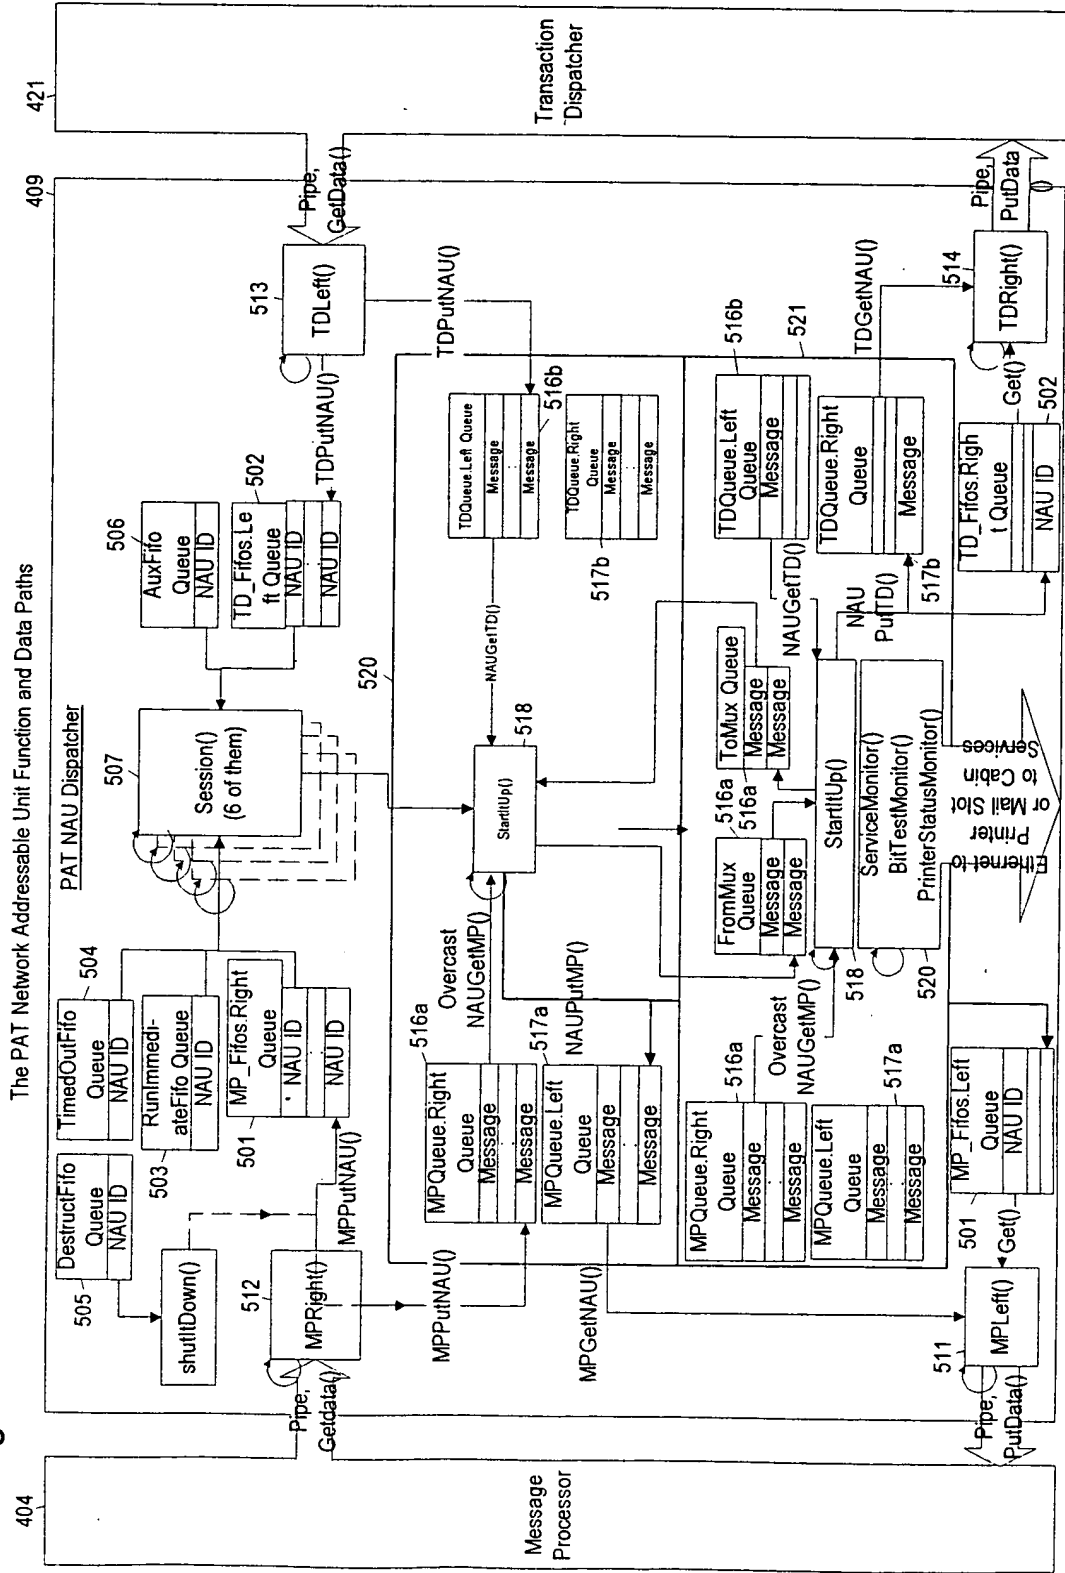 The PAT Network Addressable Unit Function and Data Paths
404
Message
Processor
409
421
Transaction
Dispatcher
PAT NAU Dispatcher
505
DestructFifo
Queue
NAU ID
shutItDown()
TimedOutFifo
Queue
NAU ID
504
RunImmedi-
ateFifo Queue
NAU ID
503
MP_Fifos.Right
Queue
NAU ID
NAU ID
501
MPPutNAU()
507
Session()
(6 of them)
506
AuxFifo
Queue
NAU ID
TD_Fifos.Le
ft Queue
NAU ID
NAU ID
502
TDPutNAU()
513
TDLeft()
Pipe,
GetData()
TDPutNAU()
512
MPRight()
Pipe,
Getdata()
MPPutNAU()
520
516a
MPQueue.Right
Queue
Message
Message
Overcast
NAUGetMP()
517a
MPQueue.Left
Queue
Message
Message
NAUPutMP()
MPGetNAU()
518
StartItUp()
NAUGetTD()
TDQueue.Left Queue
Message
Message
516b
TDQueue.Right
Queue
Message
Message
517b
516a
MPQueue.Right
Queue
Message
Message
Overcast
NAUGetMP()
517a
MPQueue.Left
Queue
Message
Message
516a
FromMux
Queue
Message
Message
516a
ToMux Queue
Message
Message
StartItUp()
518
ServiceMonitor()
BitTestMonitor()
PrinterStatusMonitor()
520
NAUGetTD()
NAU
PutTD()
516b
TDQueue.Left
Queue
Message
521
TDQueue.Right
Queue
Message
517b
TDGetNAU()
514
TDRight()
Pipe,
PutData
()
Get()
TD_Fifos.Righ
t Queue
NAU ID
502
501
MP_Fifos.Left
Queue
NAU ID
Get()
511
MPLeft()
Pipe,
PutData()
Ethernet to
Printer
or Mail Slot
to Cabin
Services